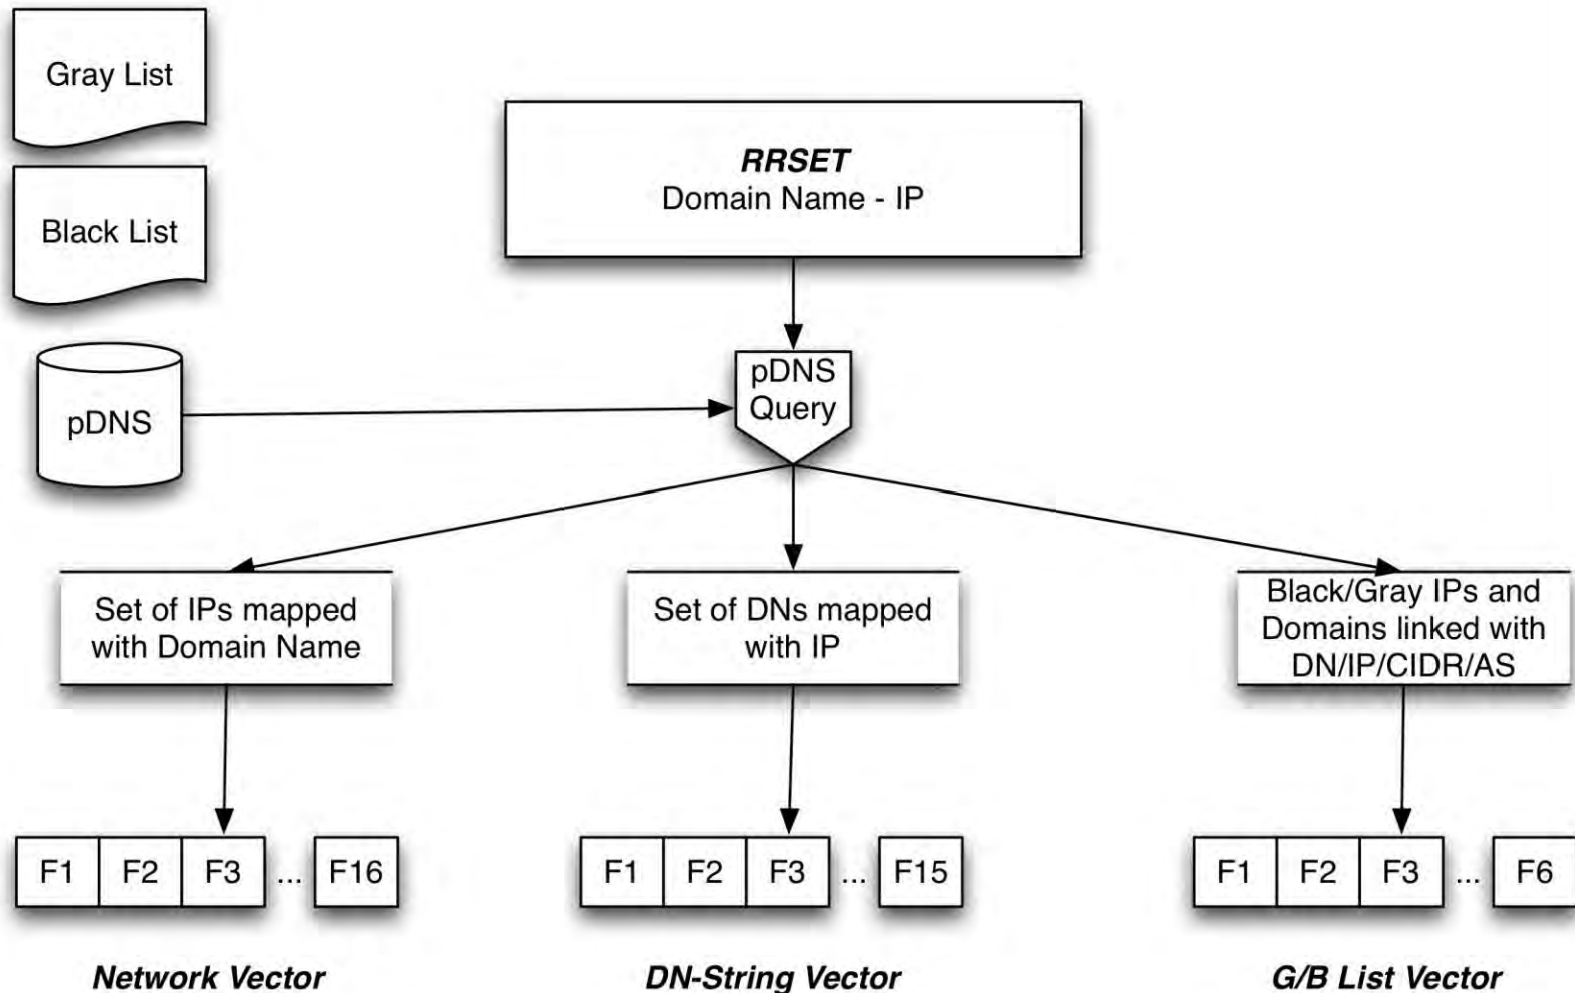 Gray List
Black List
pDNS
RRSET
Domain Name - IP
pDNS
Query
Set of IPs mapped
with Domain Name
Set of DNs mapped
with IP
Black/Gray IPs and
Domains linked with
DN/IP/CIDR/AS
F1 F2 F3 ... F16
F1 F2 F3 ... F15
F1 F2 F3 ... F6
Network Vector
DN-String Vector
G/B List Vector